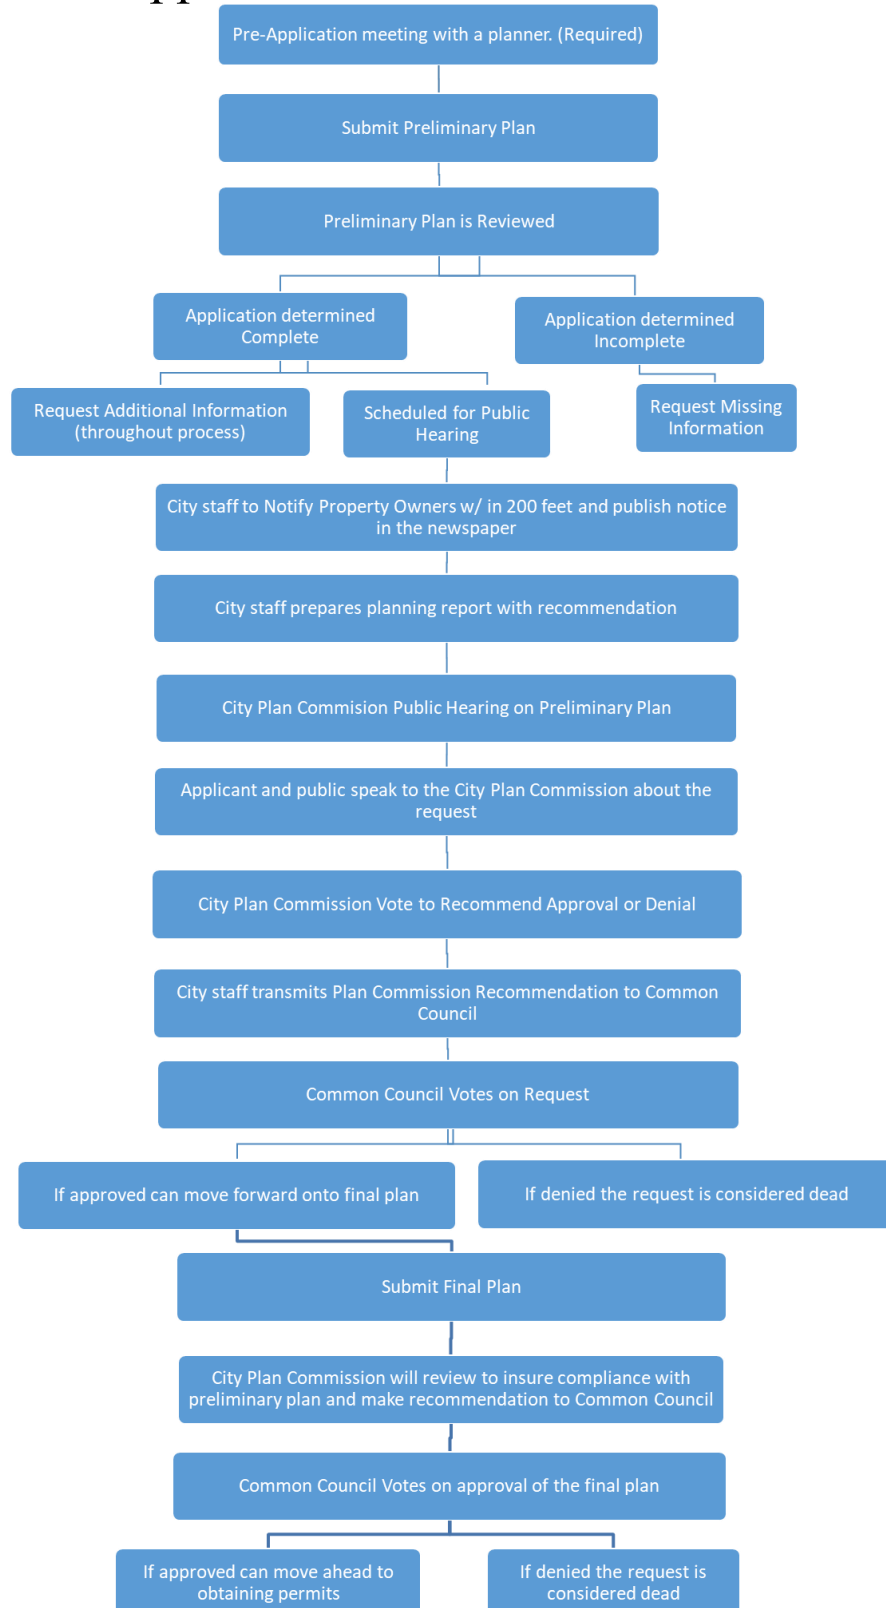 Pre-Application meeting with a planner. (Required)
Submit Preliminary Plan
Preliminary Plan is Reviewed
Application determined
Complete
Application determined
Incomplete
Request Additional Information
(throughout process)
Scheduled for Public
Hearing
Request Missing
Information
City staff to Notify Property Owners w/ in 200 feet and publish notice
in the newspaper
City staff prepares planning report with recommendation
City Plan Commision Public Hearing on Preliminary Plan
Applicant and public speak to the City Plan Commission about the
request
City Plan Commission Vote to Recommend Approval or Denial
City staff transmits Plan Commission Recommendation to Common
Council
Common Council Votes on Request
If approved can move forward onto final plan
If denied the request is considered dead
Submit Final Plan
City Plan Commission will review to insure compliance with
preliminary plan and make recommendation to Common Council
Common Council Votes on approval of the final plan
If approved can move ahead to
obtaining permits
If denied the request is
considered dead